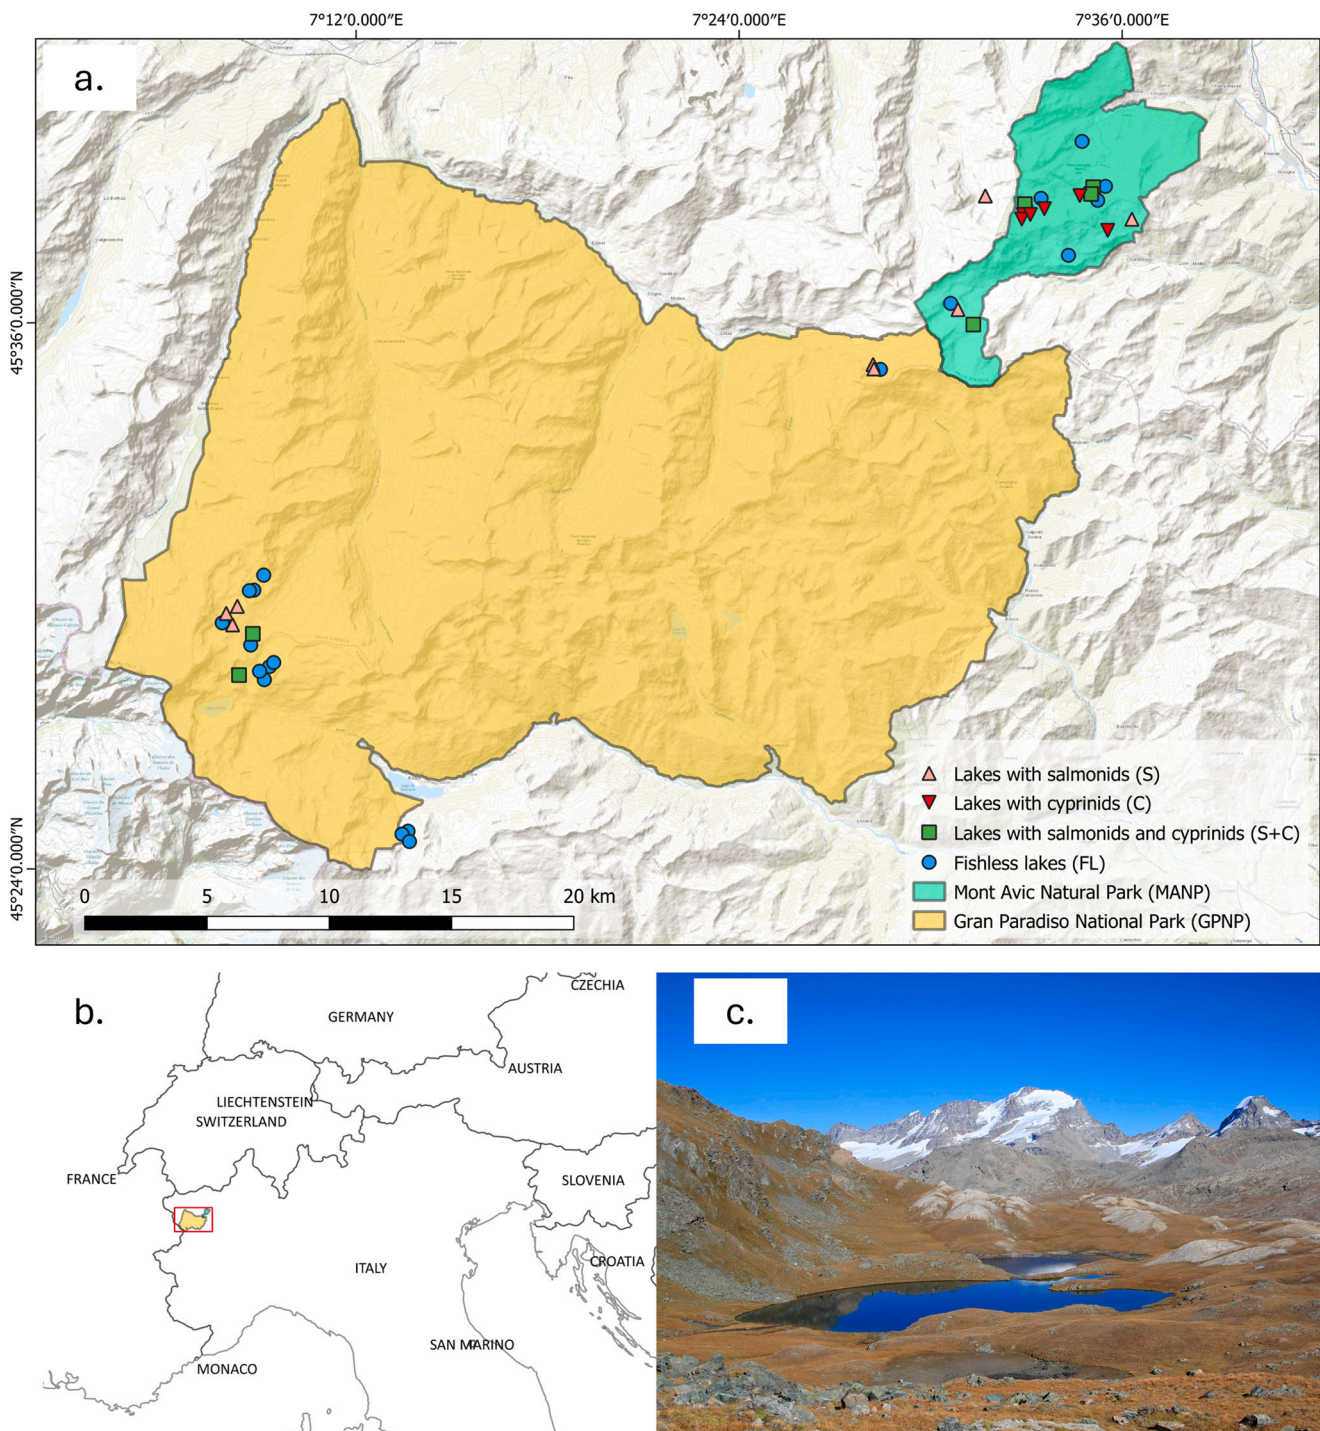 7°12′0.000″E 7°24′0.000″E 7°36′0.000″E
a.
45°36′0.000″N
45°24′0.000″N
Lakes with salmonids (S)
Lakes with cyprinids (C)
Lakes with salmonids and cyprinids (S+C)
Fishless lakes (FL)
Mont Avic Natural Park (MANP)
Gran Paradiso National Park (GPNP)
0 5 10 15 20 km
b.
CZECHIA
GERMANY
AUSTRIA
LIECHTENSTEIN
SWITZERLAND
FRANCE
SLOVENIA
CROATIA
ITALY
SAN MARINO
MONACO
c.